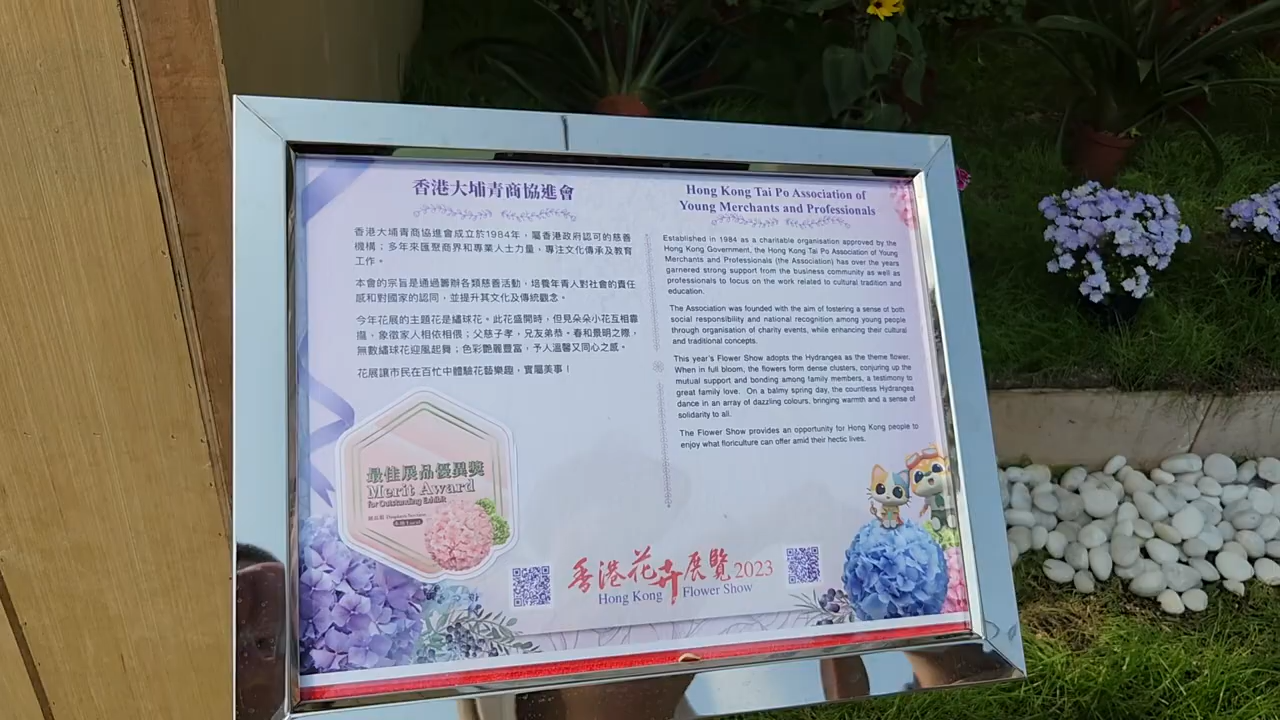 香港大埔青商協進會
香港大埔青商協進會成立於1984年，屬香港政府認可的慈善
機構；多年來匯聚商界和專業人士力量，專注文化傳承及教育
工作。
本會的宗旨是通過籌辦各類慈善活動，培養年青人對社會的責任
感和對國家的認同，並提升其文化及傳統觀念。
今年花展的主題花是繡球花。此花盛開時，但見朵朵小花互相靠
攏，象徵家人相依相偎；父慈子孝，兄友弟恭。春和景明之際，
無數繡球花迎風起舞；色彩艷麗豐富，予人溫馨又同心之感。
花展讓市民在百忙中體驗花藝樂趣，實屬美事！
Hong Kong Tai Po Association of
Young Merchants and Professionals
Established in 1984 as a charitable organisation approved by the
Hong Kong Government, the Hong Kong Tai Po Association of Young
Merchants and Professionals (the Association) has over the years
garnered strong support from the business community as well as
professionals to focus on the work related to cultural tradition and
education.
The Association was founded with the aim of fostering a sense of both
social responsibility and national recognition among young people
through organisation of charity events, while enhancing their cultural
and traditional concepts.
This year's Flower Show adopts the Hydrangea as the theme flower.
When in full bloom, the flowers form dense clusters, conjuring up the
mutual support and bonding among family members, a testimony to
great family love. On a balmy spring day, the countless Hydrangea
dance in an array of dazzling colours, bringing warmth and a sense of
solidarity to all.
The Flower Show provides an opportunity for Hong Kong people to
enjoy what floriculture can offer amid their hectic lives.
最佳展品優異獎
Merit Award
for Outstanding Exhibit
香港花卉展覽2023
Hong Kong Flower Show